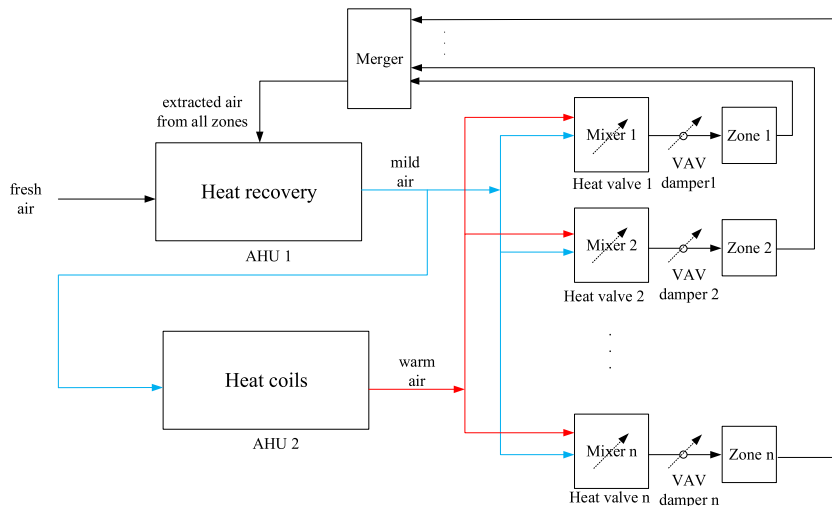 Merger
extracted air
from all zones
fresh
air
Heat recovery
AHU 1
mild
air
Mixer 1
Heat valve 1
VAV
damper1
Zone 1
Mixer 2
Heat valve 2
VAV
damper 2
Zone 2
Heat coils
AHU 2
warm
air
Mixer n
Heat valve n
VAV
damper n
Zone n